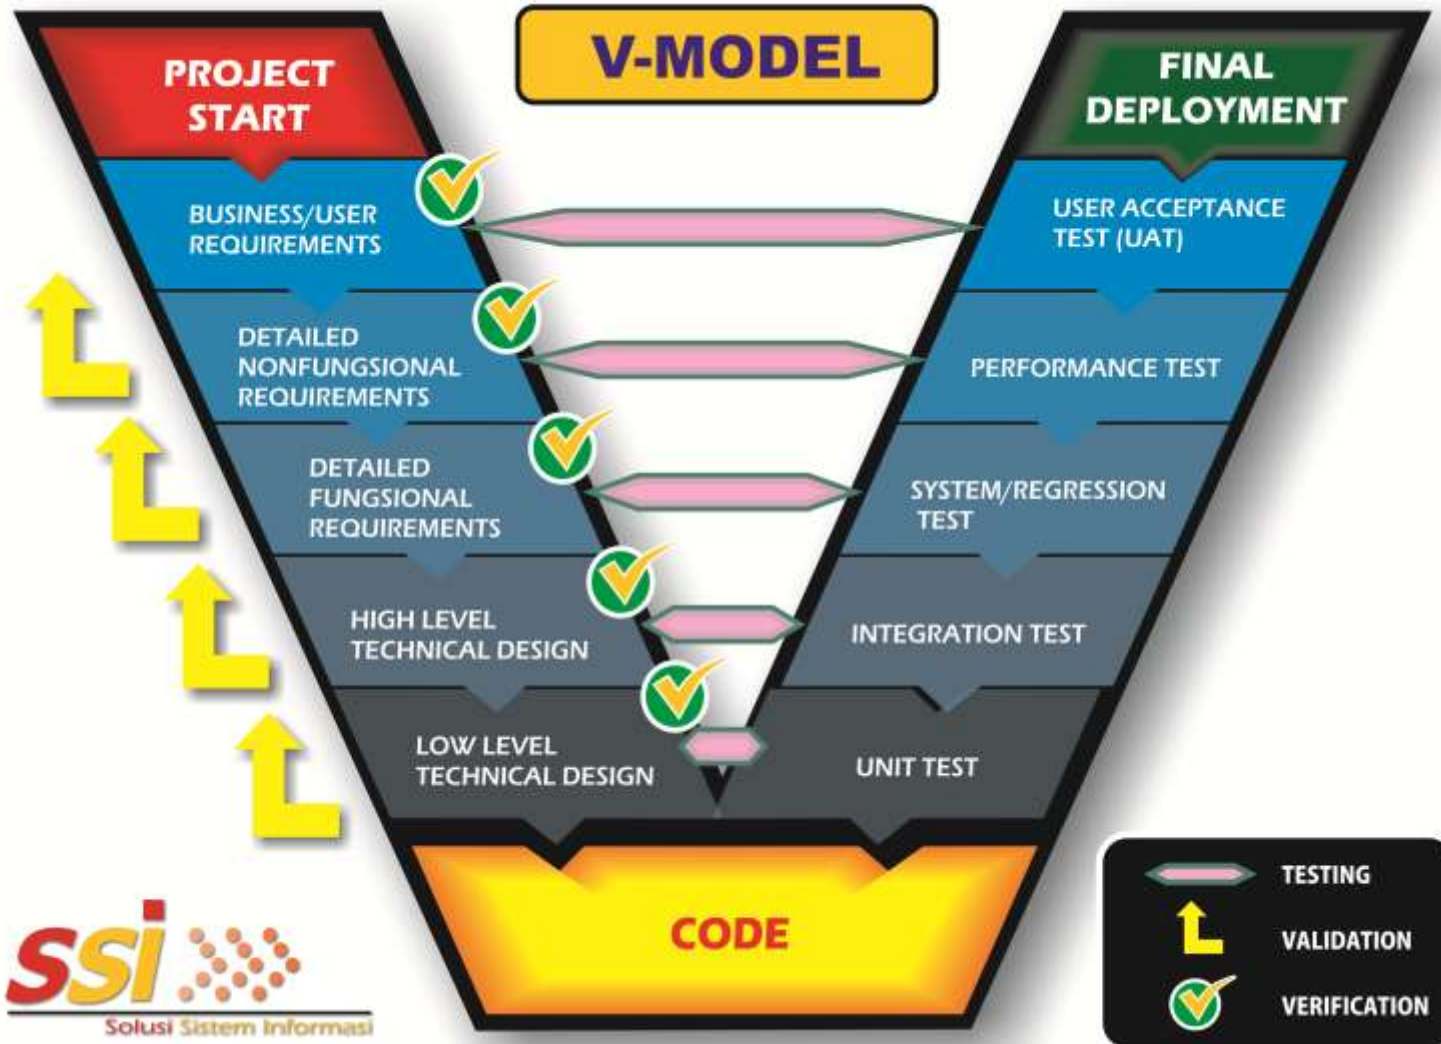 V-MODEL
PROJECT
START
FINAL
DEPLOYMENT
BUSINESS/USER
REQUIREMENTS
USER ACCEPTANCE
TEST (UAT)
DETAILED
NONFUNGSIONAL
REQUIREMENTS
PERFORMANCE TEST
DETAILED
FUNGSIONAL
REQUIREMENTS
SYSTEM/REGRESSION
TEST
HIGH LEVEL
TECHNICAL DESIGN
INTEGRATION TEST
LOW LEVEL
TECHNICAL DESIGN
UNIT TEST
CODE
TESTING
VALIDATION
VERIFICATION
ssi
Solusi Sistem Informasi